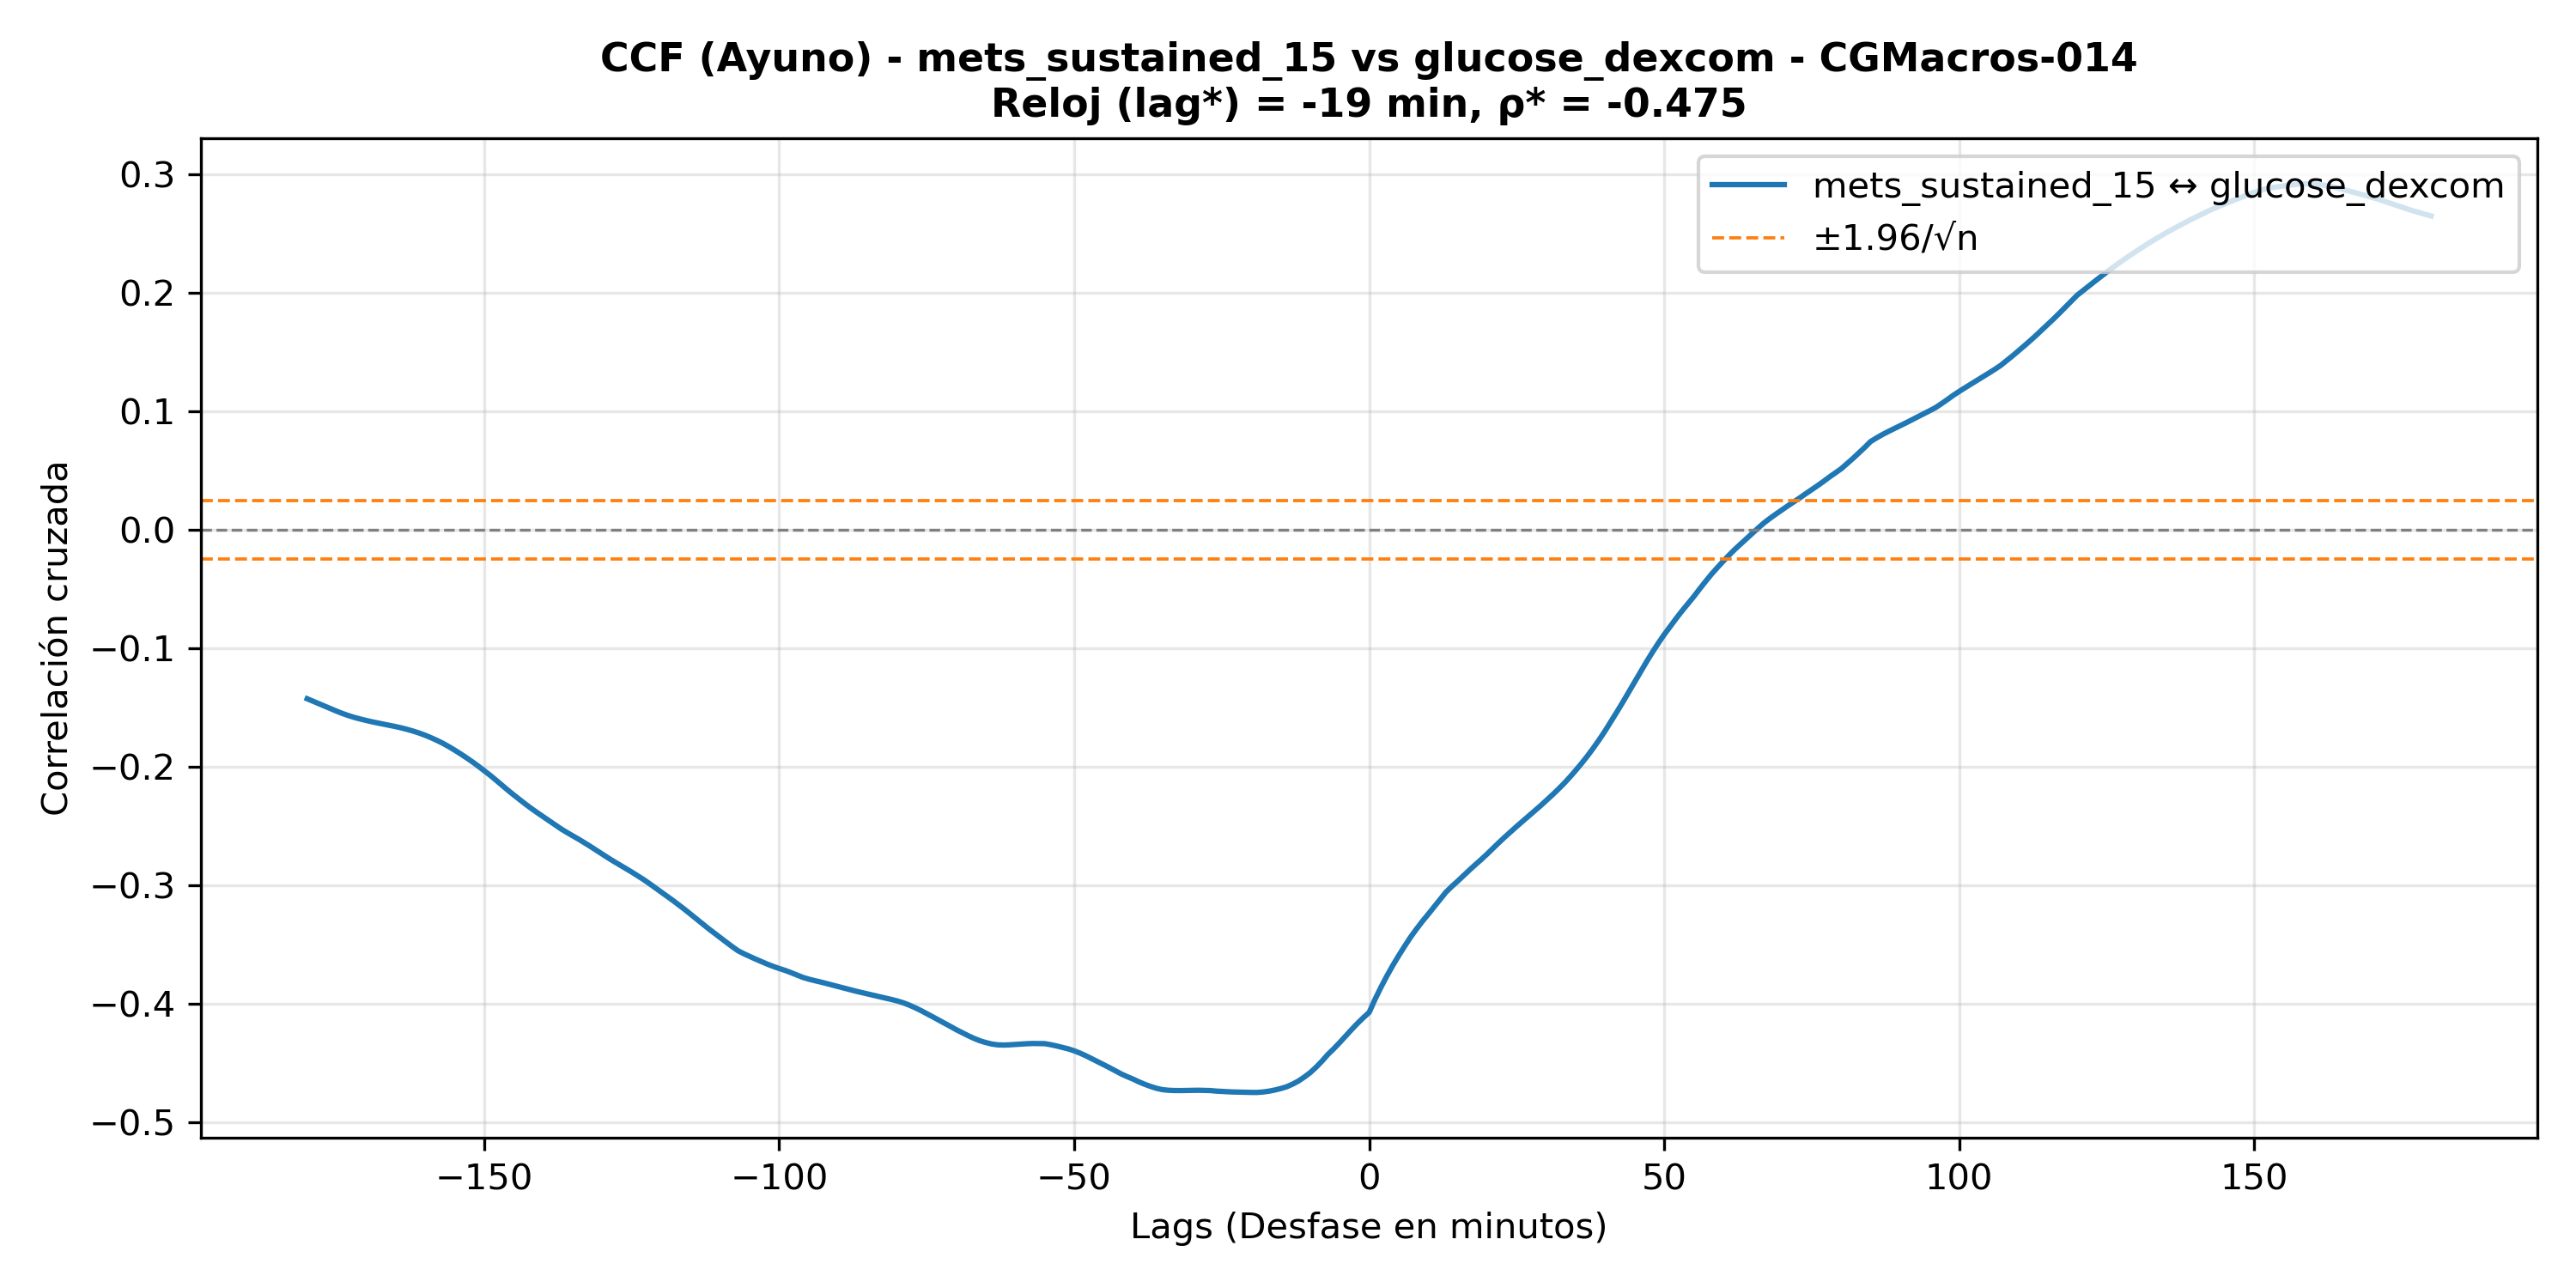 CCF (Ayuno) - mets_sustained_15 vs glucose_dexcom - CGMacros-014
Reloj (lag*) = -19 min, ρ* = -0.475
mets_sustained_15 ↔ glucose_dexcom
±1.96/√n
0.3
0.2
0.1
0.0
−0.1
−0.2
−0.3
−0.4
−0.5
Correlación cruzada
−150
−100
−50
0
50
100
150
Lags (Desfase en minutos)